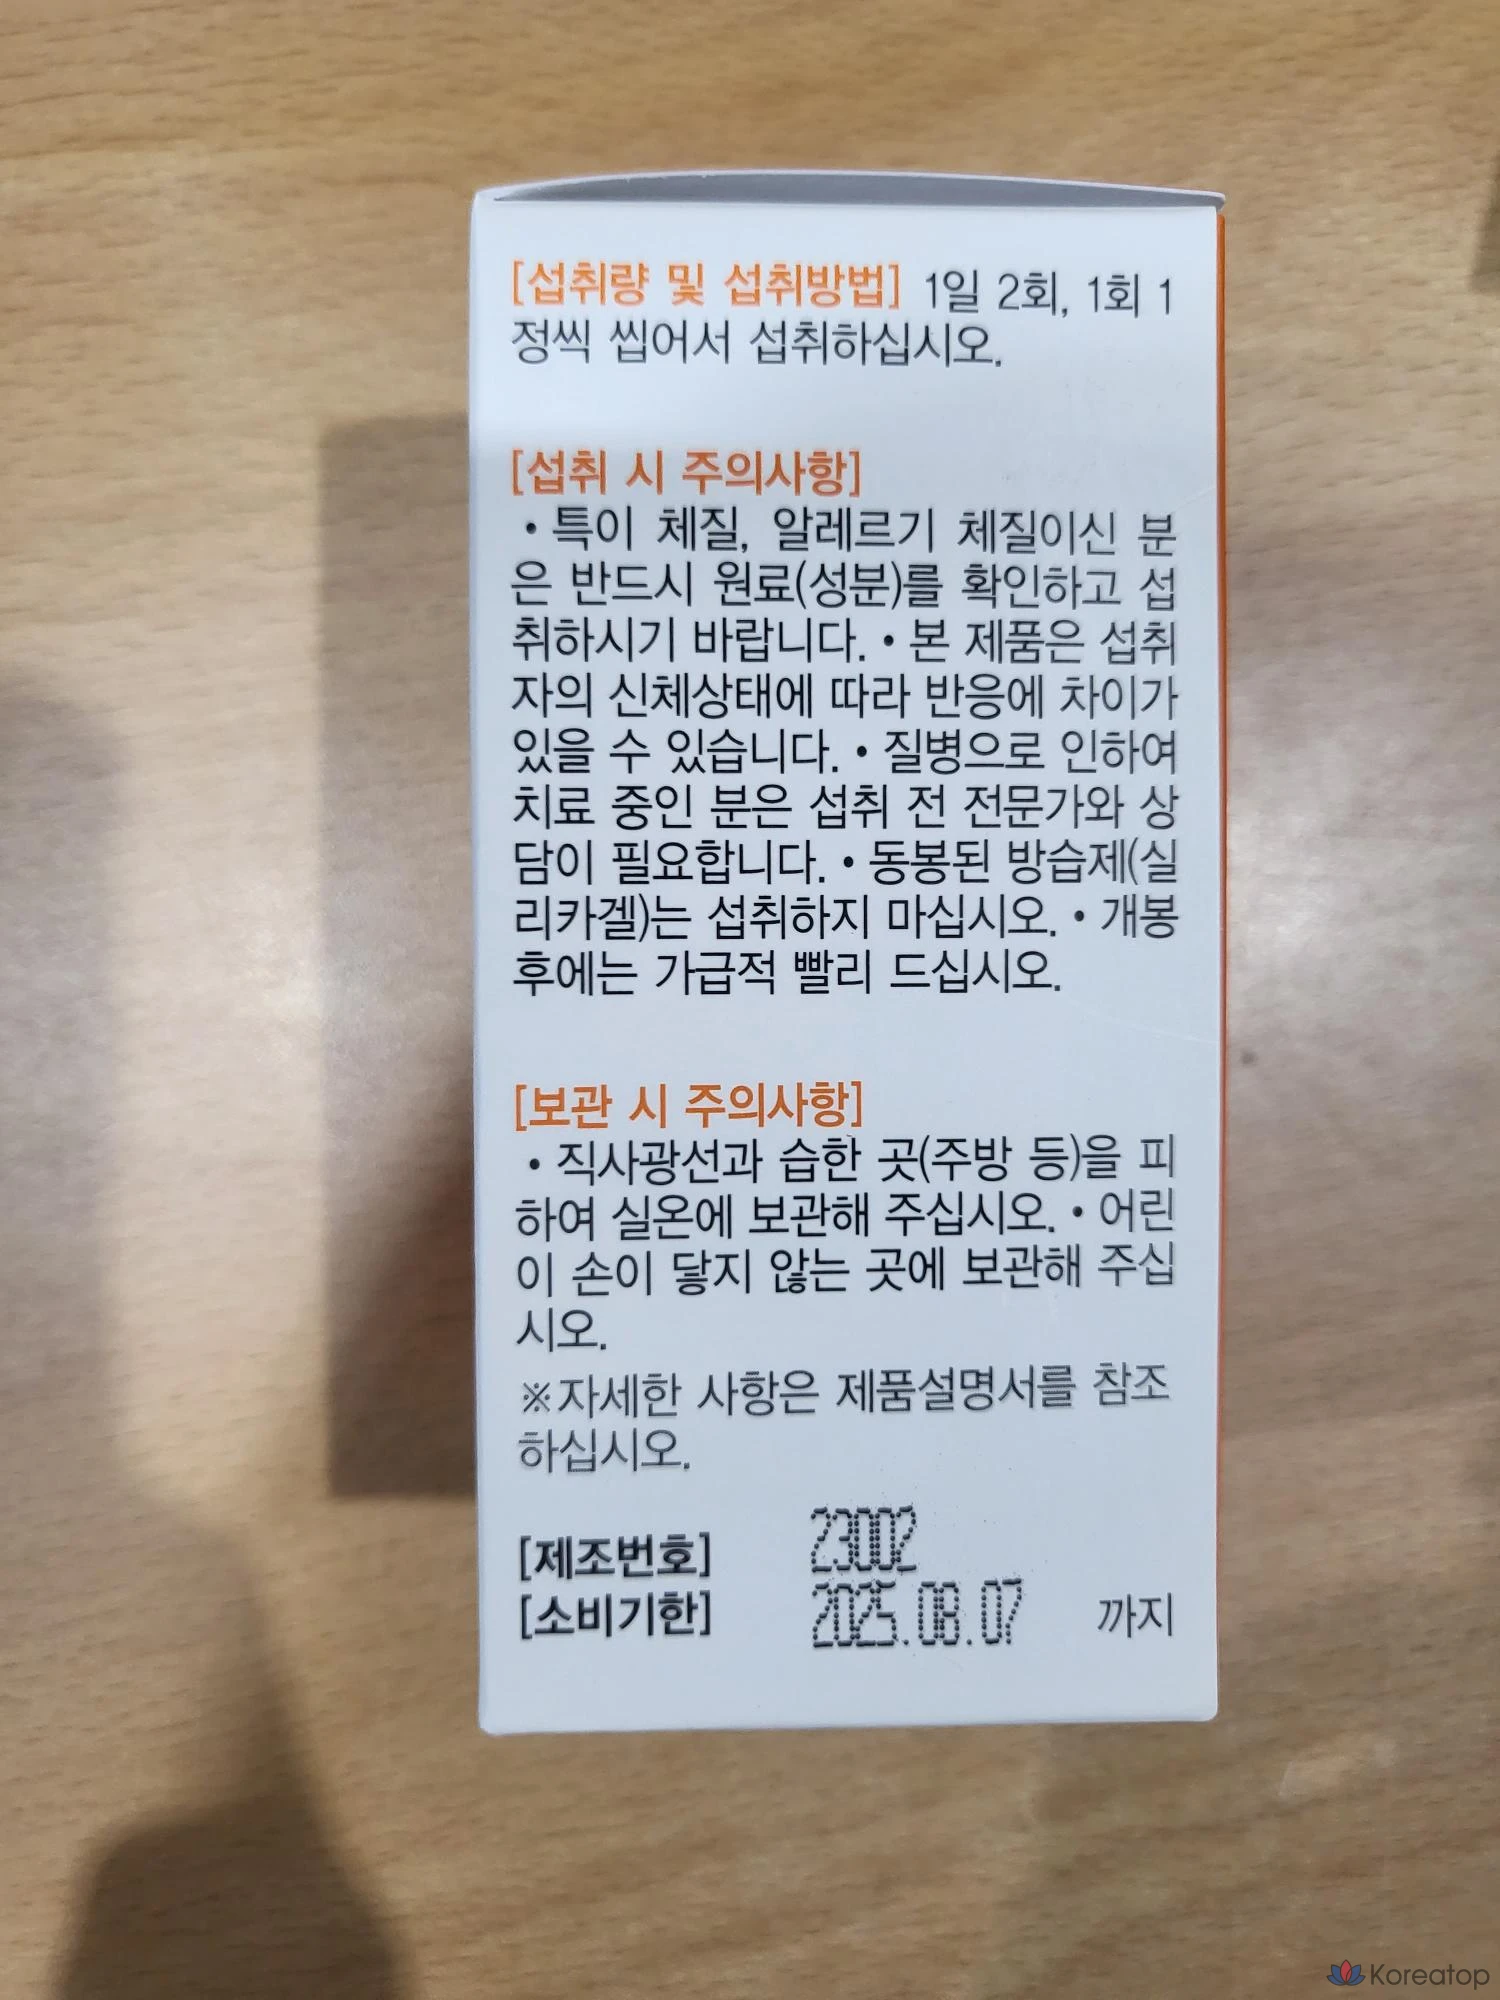 [섭취량 및 섭취방법] 1일 2회, 1회 1
정씩 씹어서 섭취하십시오.
[섭취 시 주의사항]
• 특이 체질, 알레르기 체질이신 분
은 반드시 원료(성분)를 확인하고 섭
취하시기 바랍니다. • 본 제품은 섭취
자의 신체상태에 따라 반응에 차이가
있을 수 있습니다. • 질병으로 인하여
치료 중인 분은 섭취 전 전문가와 상
담이 필요합니다. • 동봉된 방습제(실
리카겔)는 섭취하지 마십시오. • 개봉
후에는 가급적 빨리 드십시오.
[보관 시 주의사항]
• 직사광선과 습한 곳(주방 등)을 피
하여 실온에 보관해 주십시오. • 어린
이 손이 닿지 않는 곳에 보관해 주십
시오.
※자세한 사항은 제품설명서를 참조
하십시오.
[제조번호] 23002
[소비기한] 2025.08.07 까지
Koreatop